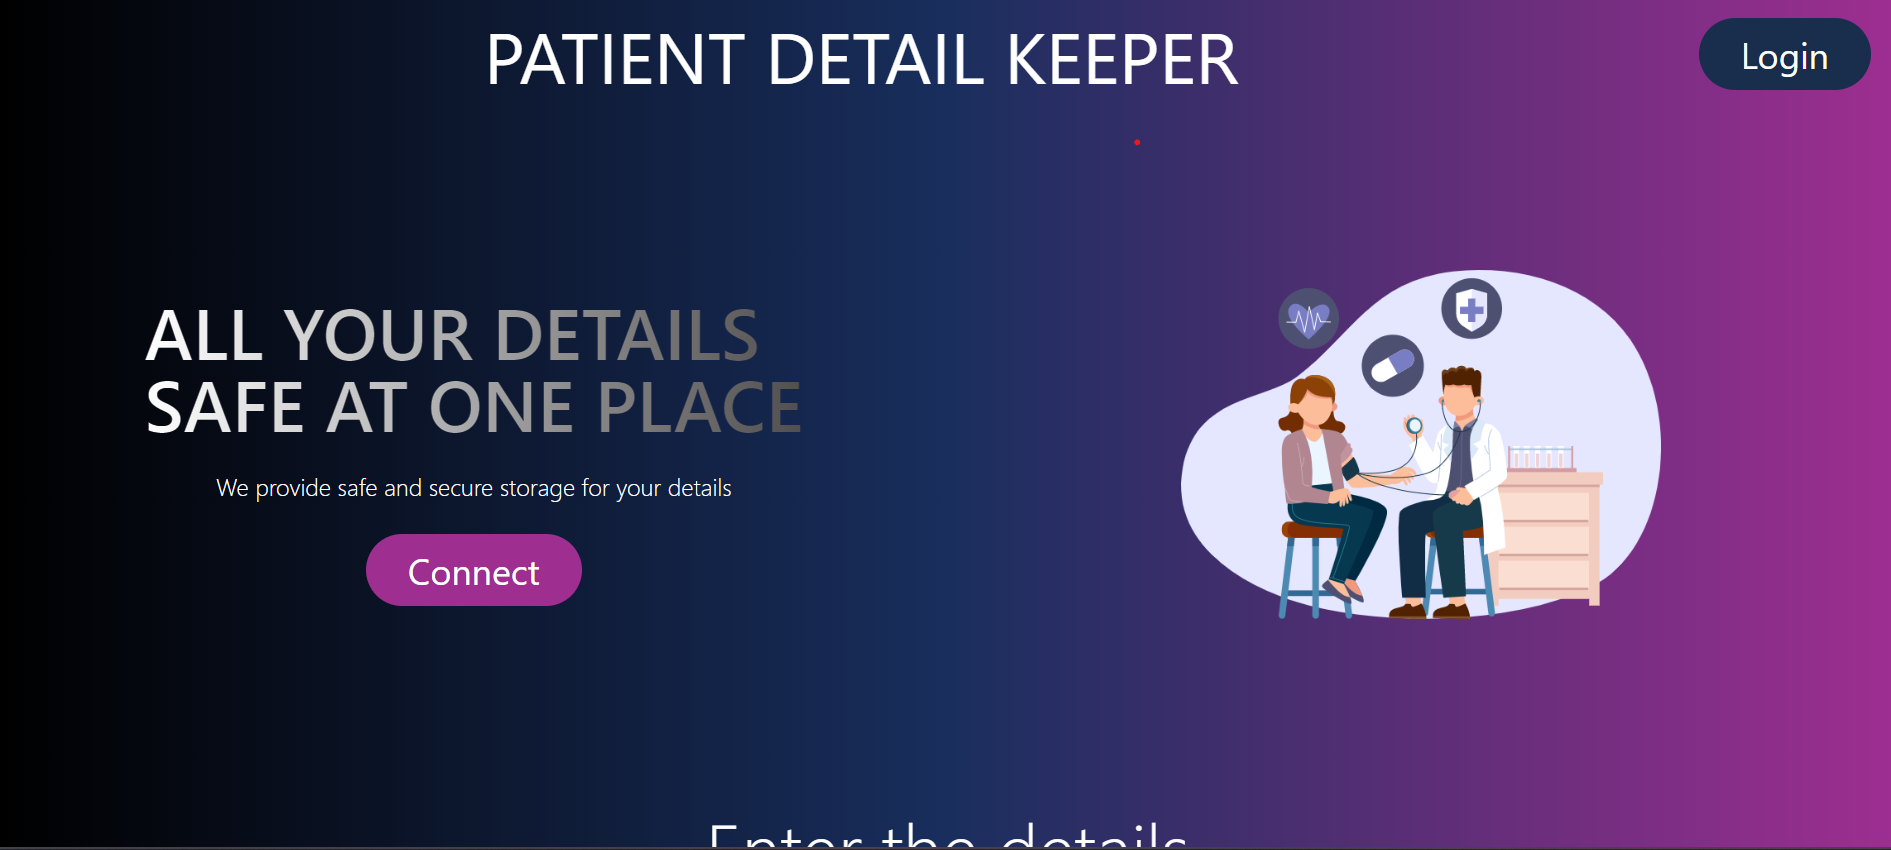 PATIENT DETAIL KEEPER
Login
ALL YOUR DETAILS
SAFE AT ONE PLACE
We provide safe and secure storage for your details
Connect
Enter the details